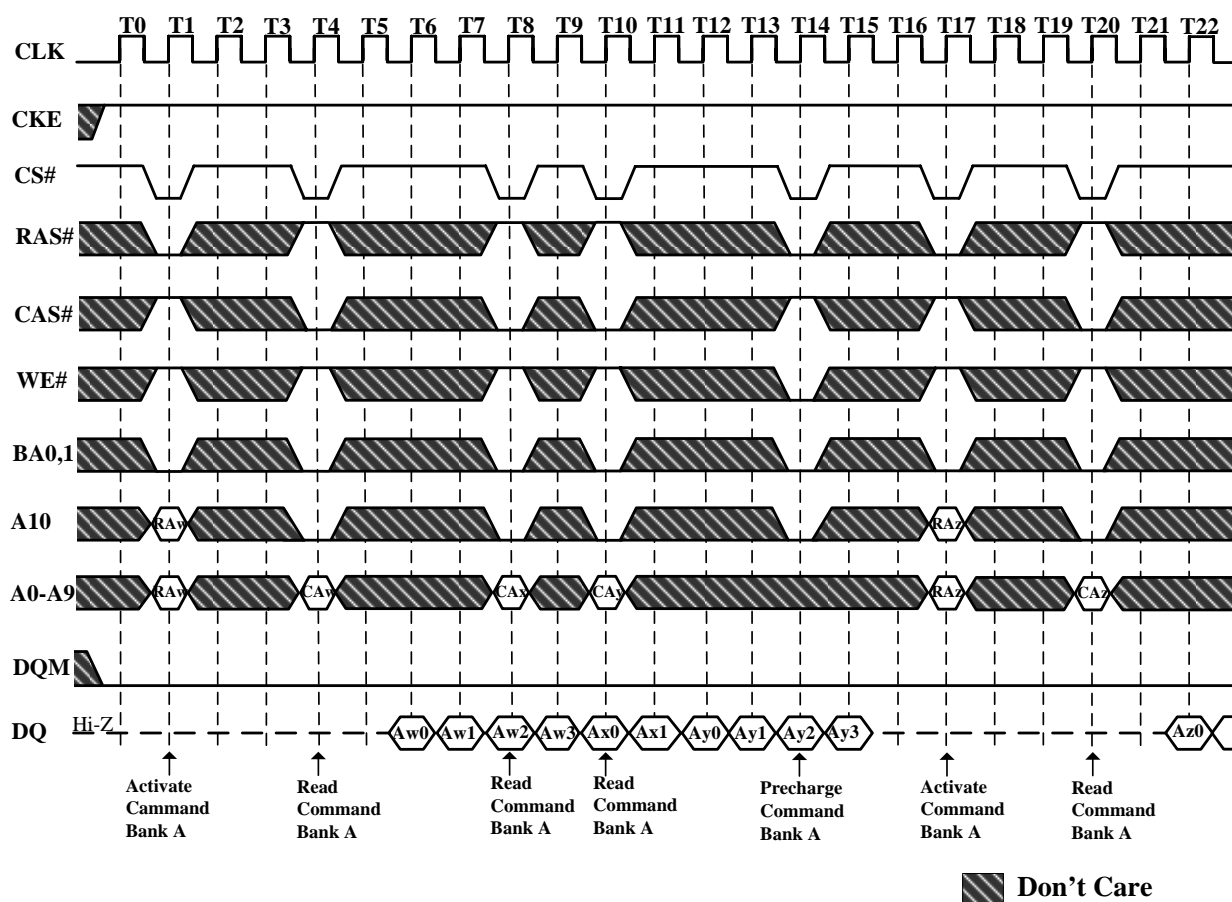 T0 T1 T2 T3 T4 T5 T6 T7 T8 T9 T10 T11 T12 T13 T14 T15 T16 T17 T18 T19 T20 T21 T22
CLK
CKE
CS#
RAS#
CAS#
WE#
BA0,1
A10 RAw RAz
A0-A9 RAw CAw CAx CAy RAz CAz
DQM
DQ Hi-Z Aw0 Aw1 Aw2 Aw3 Ax0 Ax1 Ay0 Ay1 Ay2 Ay3 Az0
Activate
Cammand
Bank A
Read
Command
Bank A
Read
Command
Bank A
Read
Command
Bank A
Precharge
Command
Bank A
Activate
Command
Bank A
Read
Command
Bank A
Don't Care